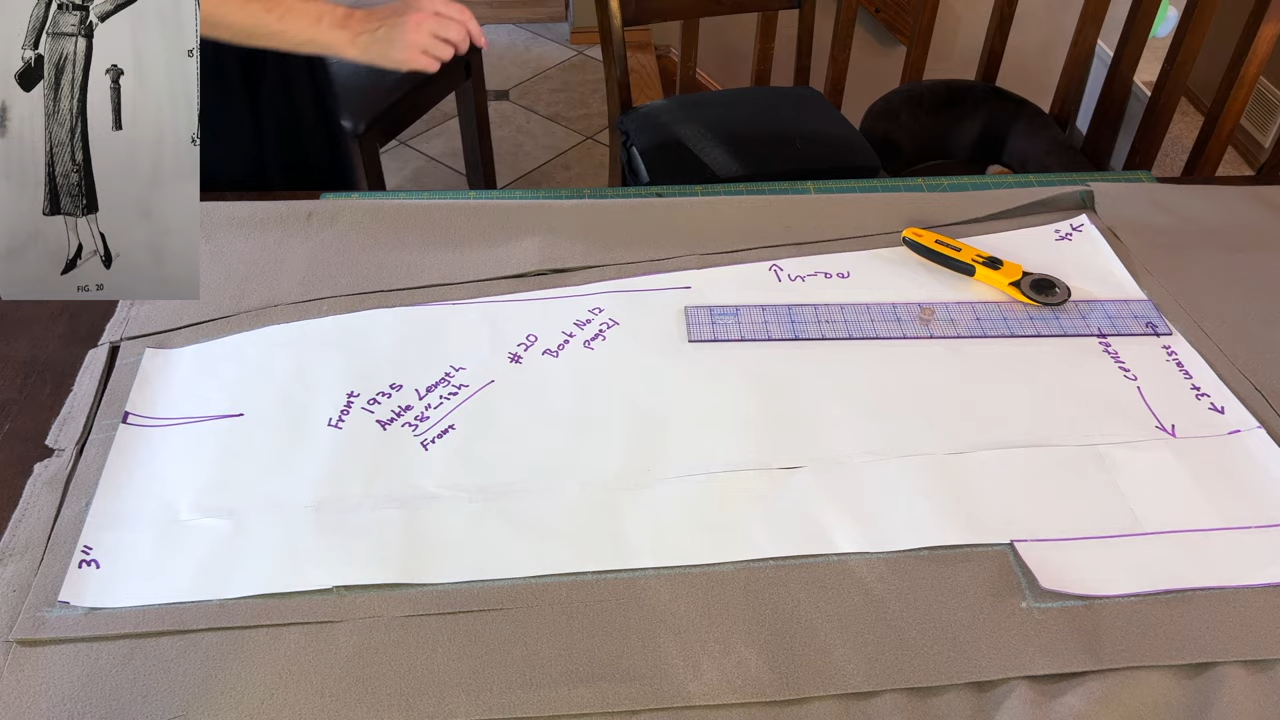 FIG. 20
Front
1935
Ankle Length
38"-ish
Front
#20
Book No. 12
page 21
side
½ K
center
3+ waist
3"